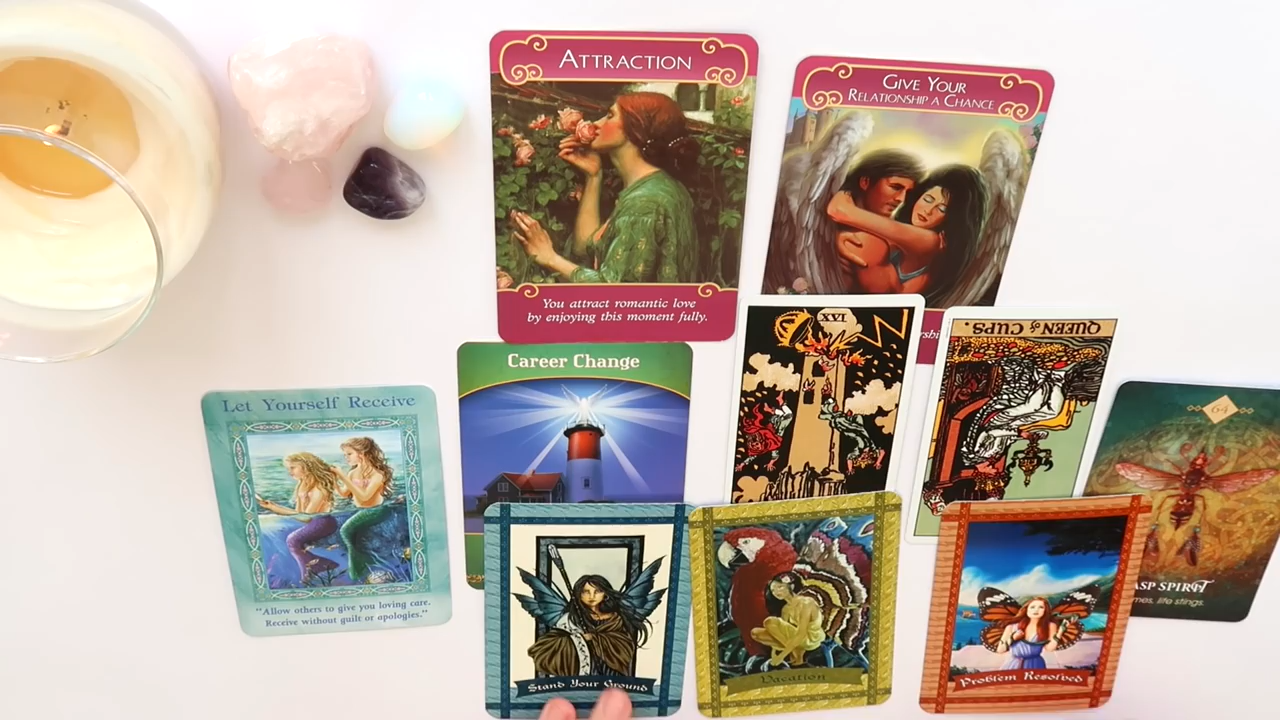 ATTRACTION
You attract romantic love
by enjoying this moment fully.
GIVE YOUR
RELATIONSHIP A CHANCE
Career Change
XVI
QUEEN of CUPS.
Let Yourself Receive
"Allow others to give you loving care.
Receive without guilt or apologies."
64
ASP SPIRIT
mes, life stings.
Stand Your Ground
Vacation
Problem Resolved